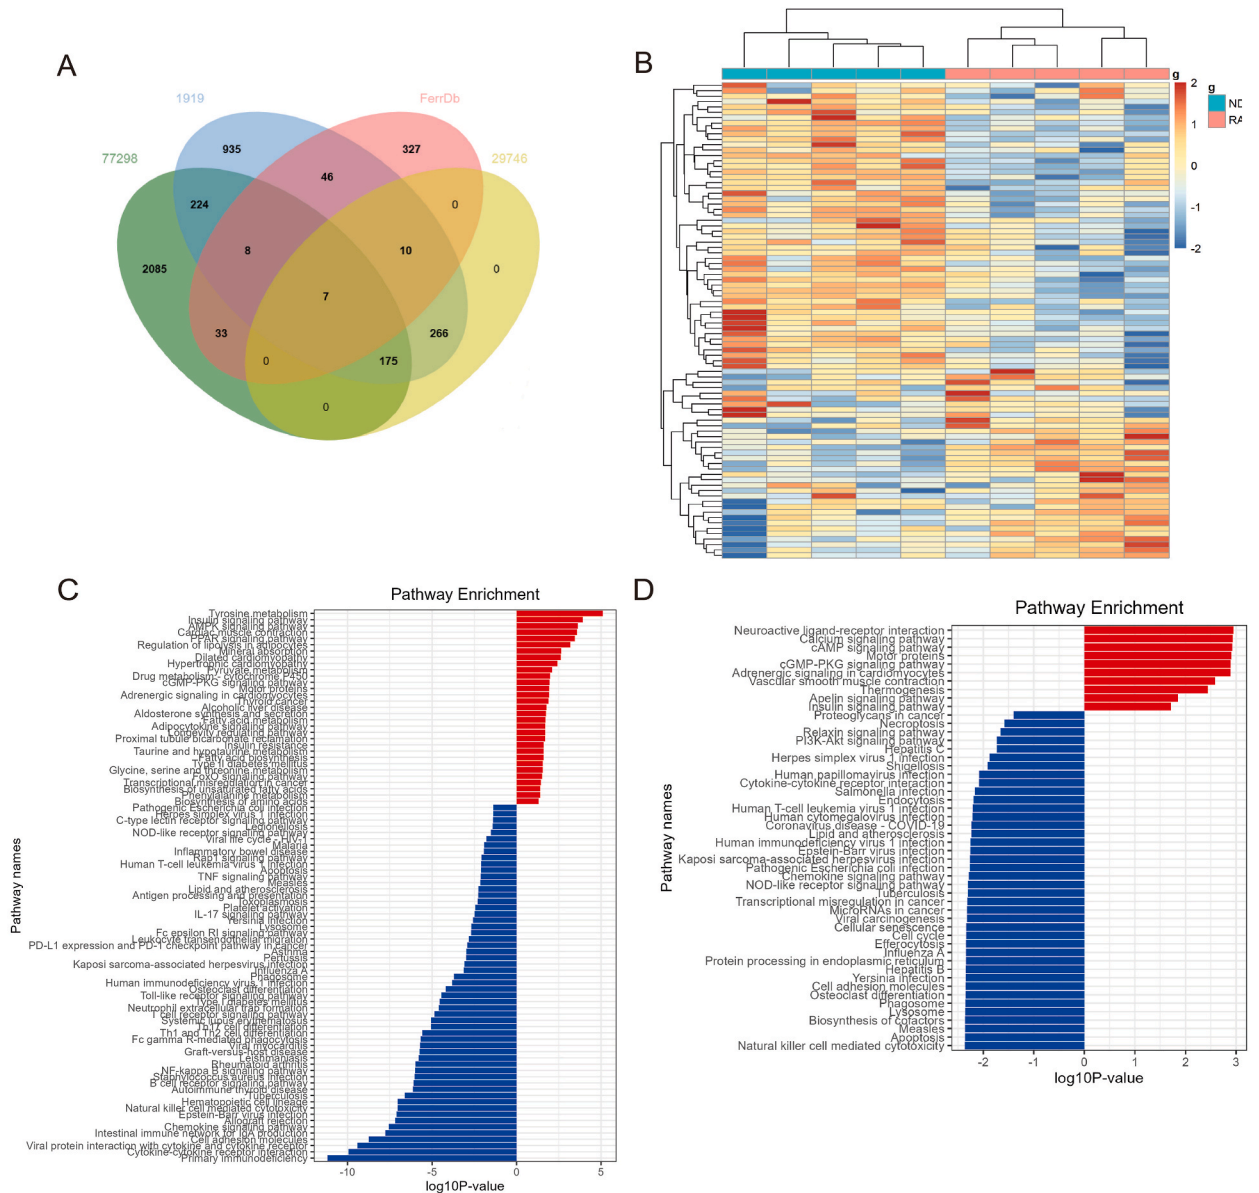 A
1919
FerrDb
77298
29746
935
327
46
224
0
8
10
2085
0
7
33
266
0
175
0
B
g
2
1
0
-1
-2
g
ND
RA
C
Pathway Enrichment
Tyrosine metabolism
Insulin signaling pathway
AMPK signaling pathway
Cardiac muscle contraction
PPAR signaling pathway
Regulation of lipolysis in adipocytes
Mineral absorption
Dilated cardiomyopathy
Hypertrophic cardiomyopathy
Pyruvate metabolism
Drug metabolism - cytochrome P450
cGMP-PKG signaling pathway
Motor proteins
Adrenergic signaling in cardiomyocytes
Thyroid cancer
Alcoholic liver disease
Aldosterone synthesis and secretion
Fatty acid metabolism
Adipocytokine signaling pathway
Longevity regulating pathway
Proximal tubule bicarbonate reclamation
Insulin resistance
Taurine and hypotaurine metabolism
Fatty acid biosynthesis
Type II diabetes mellitus
Glycine, serine and threonine metabolism
FoxO signaling pathway
Transcriptional misregulation in cancer
Biosynthesis of unsaturated fatty acids
Phenylalanine metabolism
Biosynthesis of amino acids
Pathogenic Escherichia coli infection
Herpes simplex virus 1 infection
C-type lectin receptor signaling pathway
Legionellosis
NOD-like receptor signaling pathway
Viral life cycle - HIV-1
Malaria
Inflammatory bowel disease
Rap1 signaling pathway
Human T-cell leukemia virus 1 infection
Apoptosis
TNF signaling pathway
Measles
Lipid and atherosclerosis
Antigen processing and presentation
Toxoplasmosis
Platelet activation
IL-17 signaling pathway
Yersinia infection
Lysosome
Fc epsilon RI signaling pathway
Leukocyte transendothelial migration
PD-L1 expression and PD-1 checkpoint pathway in cancer
Asthma
Pertussis
Kaposi sarcoma-associated herpesvirus infection
Influenza A
Phagosome
Human immunodeficiency virus 1 infection
Osteoclast differentiation
Toll-like receptor signaling pathway
Type I diabetes mellitus
Neutrophil extracellular trap formation
T cell receptor signaling pathway
Systemic lupus erythematosus
Th17 cell differentiation
Th1 and Th2 cell differentiation
Fc gamma R-mediated phagocytosis
Viral myocarditis
Graft-versus-host disease
Leishmaniasis
Rheumatoid arthritis
NF-kappa B signaling pathway
Staphylococcus aureus infection
B cell receptor signaling pathway
Autoimmune thyroid disease
Tuberculosis
Hematopoietic cell lineage
Natural killer cell mediated cytotoxicity
Epstein-Barr virus infection
Allograft rejection
Chemokine signaling pathway
Intestinal immune network for IgA production
Cell adhesion molecules
Viral protein interaction with cytokine and cytokine receptor
Cytokine-cytokine receptor interaction
Primary immunodeficiency
Pathway names
-10
-5
0
5
log10P-value
D
Pathway Enrichment
Neuroactive ligand-receptor interaction
Calcium signaling pathway
cAMP signaling pathway
Motor proteins
cGMP-PKG signaling pathway
Adrenergic signaling in cardiomyocytes
Vascular smooth muscle contraction
Thermogenesis
Apelin signaling pathway
Insulin signaling pathway
Proteoglycans in cancer
Necroptosis
Relaxin signaling pathway
PI3K-Akt signaling pathway
Hepatitis C
Herpes simplex virus 1 infection
Shigellosis
Human papillomavirus infection
Cytokine-cytokine receptor interaction
Salmonella infection
Endocytosis
Human T-cell leukemia virus 1 infection
Human cytomegalovirus infection
Coronavirus disease - COVID-19
Lipid and atherosclerosis
Human immunodeficiency virus 1 infection
Epstein-Barr virus infection
Kaposi sarcoma-associated herpesvirus infection
Pathogenic Escherichia coli infection
Chemokine signaling pathway
NOD-like receptor signaling pathway
Tuberculosis
Transcriptional misregulation in cancer
MicroRNAs in cancer
Viral carcinogenesis
Cellular senescence
Cell cycle
Efferocytosis
Influenza A
Protein processing in endoplasmic reticulum
Hepatitis B
Yersinia infection
Cell adhesion molecules
Osteoclast differentiation
Phagosome
Lysosome
Biosynthesis of cofactors
Measles
Apoptosis
Natural killer cell mediated cytotoxicity
Pathway names
-2
-1
0
1
2
3
log10P-value